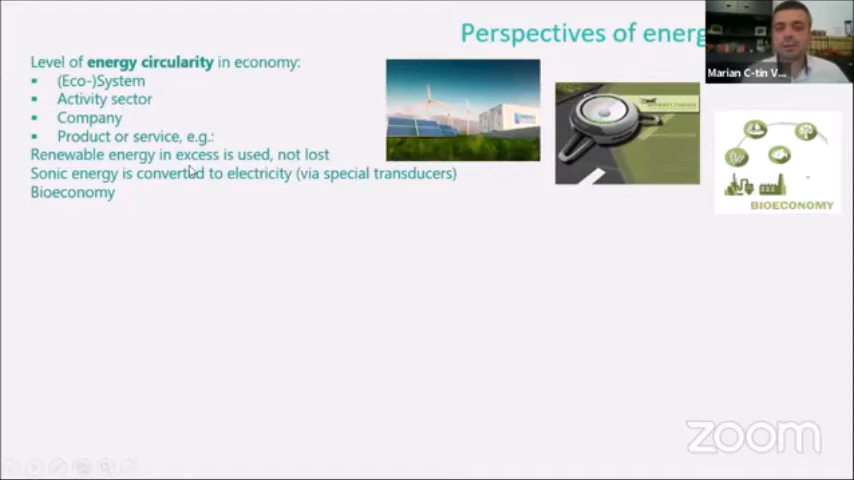 Perspectives of energ
Marian C-tin V...
Level of energy circularity in economy:
▪ (Eco-)System
▪ Activity sector
▪ Company
▪ Product or service, e.g.:
Renewable energy in excess is used, not lost
Sonic energy is converted to electricity (via special transducers)
Bioeconomy
BIOECONOMY
zoom